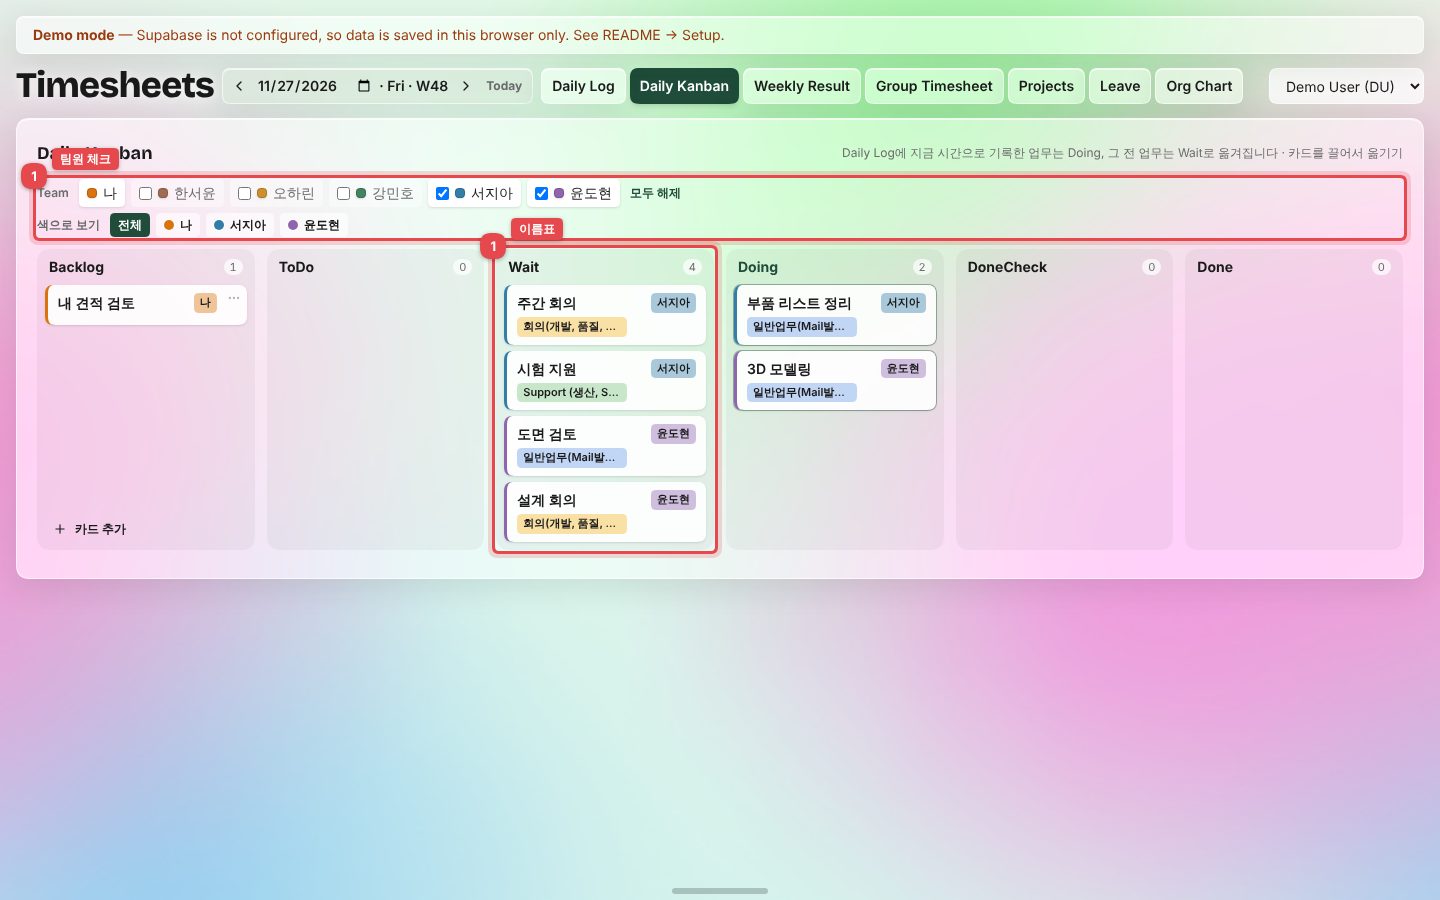 Demo mode — Supabase is not configured, so data is saved in this browser only. See README → Setup.
Timesheets
11/27/2026 · Fri · W48 Today
Daily Log
Daily Kanban
Weekly Result
Group Timesheet
Projects
Leave
Org Chart
Demo User (DU)
Daily Kanban
Daily Log에 지금 시간으로 기록한 업무는 Doing, 그 전 업무는 Wait로 옮겨집니다 · 카드를 끌어서 옮기기
1 팀원 체크
Team 나 한서윤 오하린 강민호 서지아 윤도현 모두 해제
색으로 보기 전체 나 서지아 윤도현
1 이름표
Backlog 1
내 견적 검토 나 ...
+ 카드 추가
ToDo 0
Wait 4
주간 회의 서지아
회의(개발, 품질, ...
시험 지원 서지아
Support (생산, S...
도면 검토 윤도현
일반업무(Mail발...
설계 회의 윤도현
회의(개발, 품질, ...
Doing 2
부품 리스트 정리 서지아
일반업무(Mail발...
3D 모델링 윤도현
일반업무(Mail발...
DoneCheck 0
Done 0